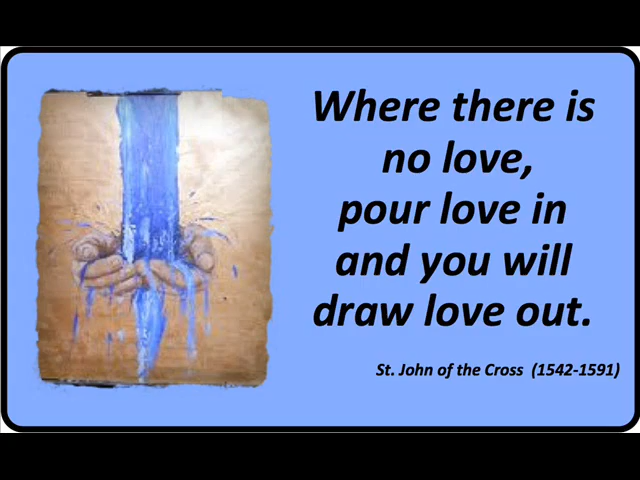 Where there is
no love,
pour love in
and you will
draw love out.
St. John of the Cross (1542-1591)